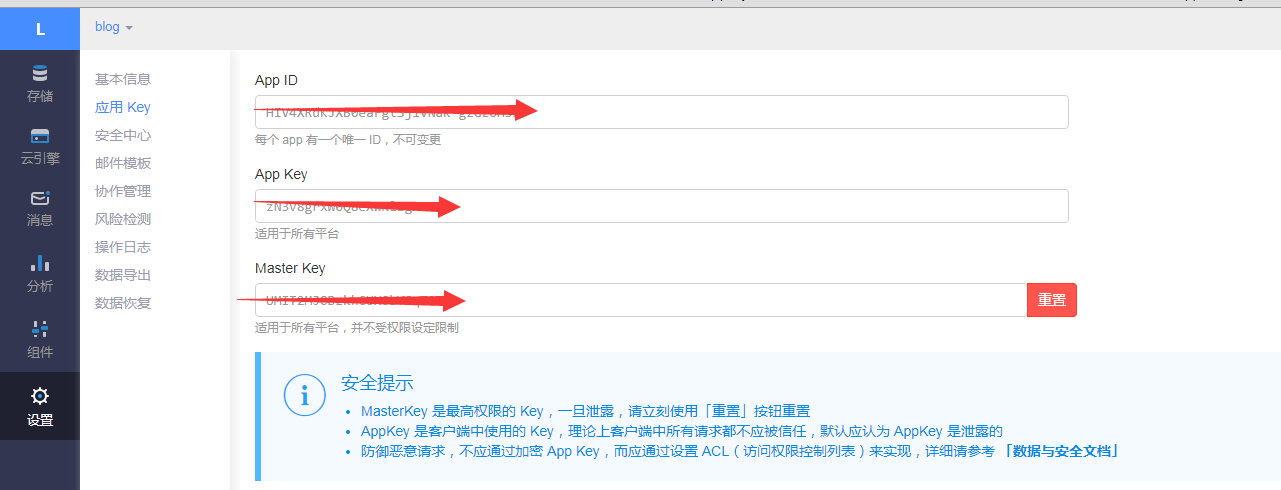 L
blog
存储
云引擎
消息
分析
组件
设置
基本信息
应用 Key
安全中心
邮件模板
协作管理
风险检测
操作日志
数据导出
数据恢复
App ID
每个 app 有一个唯一 ID，不可变更
App Key
适用于所有平台
Master Key
重置
适用于所有平台，并不受权限设定限制
安全提示
MasterKey 是最高权限的 Key，一旦泄露，请立刻使用「重置」按钮重置
AppKey 是客户端中使用的 Key，理论上客户端中所有请求都不应被信任，默认应认为 AppKey 是泄露的
防御恶意请求，不应通过加密 App Key，而应通过设置 ACL（访问权限控制列表）来实现，详细请参考 「数据与安全文档」